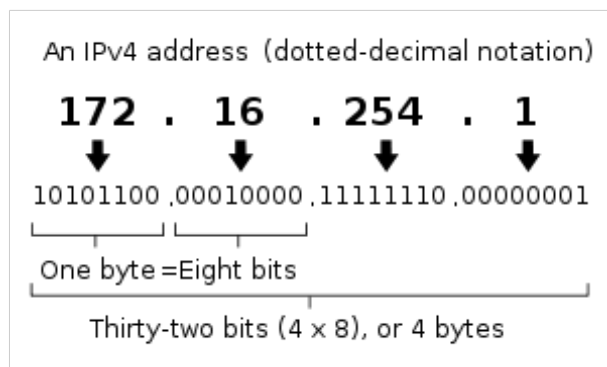 An IPv4 address (dotted-decimal notation)
172 . 16 . 254 . 1
10101100 .00010000 .11111110 .00000001
One byte =Eight bits
Thirty-two bits (4 x 8), or 4 bytes